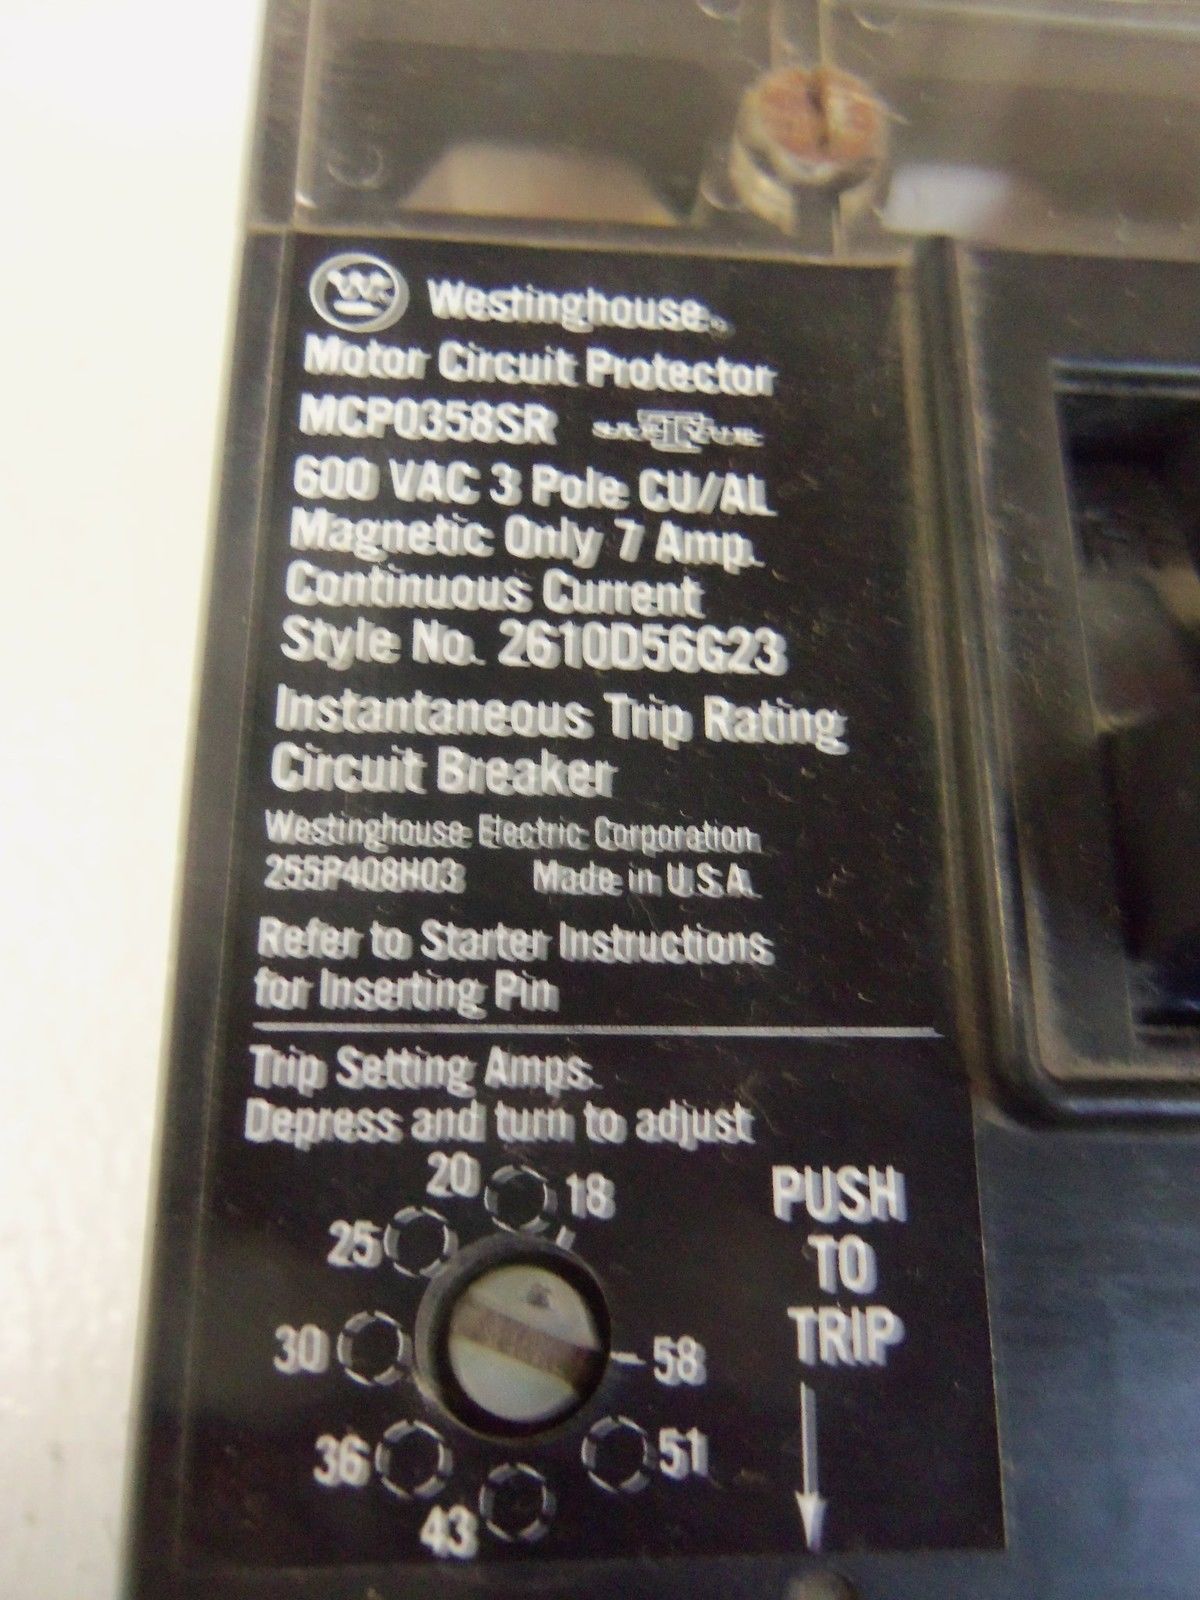 W
Westinghouse®
Motor Circuit Protector
MCP0358SR
600 VAC 3 Pole CU/AL
Magnetic Only 7 Amp.
Continuous Current
Style No. 2610D56G23
Instantaneous Trip Rating
Circuit Breaker
Westinghouse Electric Corporation
255P408H03 Made in U.S.A.
Refer to Starter Instructions
for Inserting Pin
Trip Setting Amps.
Depress and turn to adjust
20 18
25
30 58
36 51
43
PUSH
TO
TRIP